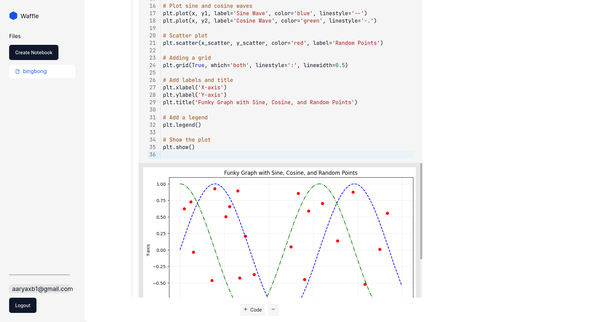 Waffle
Files
Create Notebook
bingbong
aaryaxb1@gmail.com
Logout
16 # Plot sine and cosine waves
17 plt.plot(x, y1, label='Sine Wave', color='blue', linestyle='--')
18 plt.plot(x, y2, label='Cosine Wave', color='green', linestyle='-.')
19
20 # Scatter plot
21 plt.scatter(x_scatter, y_scatter, color='red', label='Random Points')
22
23 # Adding a grid
24 plt.grid(True, which='both', linestyle=':', linewidth=0.5)
25
26 # Add labels and title
27 plt.xlabel('X-axis')
28 plt.ylabel('Y-axis')
29 plt.title('Funky Graph with Sine, Cosine, and Random Points')
30
31 # Add a legend
32 plt.legend()
33
34 # Show the plot
35 plt.show()
36
Funky Graph with Sine, Cosine, and Random Points
1.00
0.75
0.50
0.25
0.00
−0.25
−0.50
Y-axis
+ Code